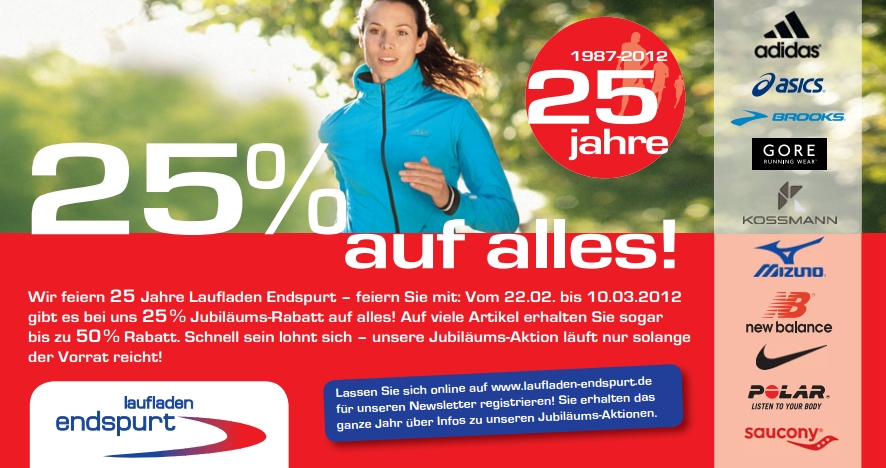 1987-2012
25
jahre
25%
auf alles!
Wir feiern 25 Jahre Laufladen Endspurt – feiern Sie mit: Vom 22.02. bis 10.03.2012
gibt es bei uns 25% Jubiläums-Rabatt auf alles! Auf viele Artikel erhalten Sie sogar
bis zu 50% Rabatt. Schnell sein lohnt sich – unsere Jubiläums-Aktion läuft nur solange
der Vorrat reicht!
laufladen
endspurt
Lassen Sie sich online auf www.laufladen-endspurt.de
für unseren Newsletter registrieren! Sie erhalten das
ganze Jahr über Infos zu unseren Jubiläums-Aktionen.
adidas
asics
BROOKS
GORE
RUNNING WEAR
KOSSMANN
MIZUNO
NB
new balance
POLAR
LISTEN TO YOUR BODY
saucony